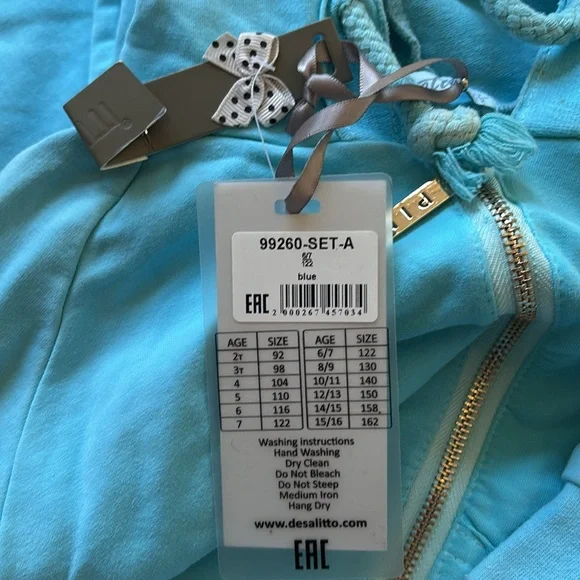 99260-SET-A
6/7
122
blue
EAC
2 000267 457034
AGE SIZE AGE SIZE
2т 92 6/7 122
3т 98 8/9 130
4 104 10/11 140
5 110 12/13 150
6 116 14/15 158
7 122 15/16 162
Washing instructions
Hand Washing
Dry Clean
Do Not Bleach
Do Not Steep
Medium Iron
Hang Dry
www.desalitto.com
EAC